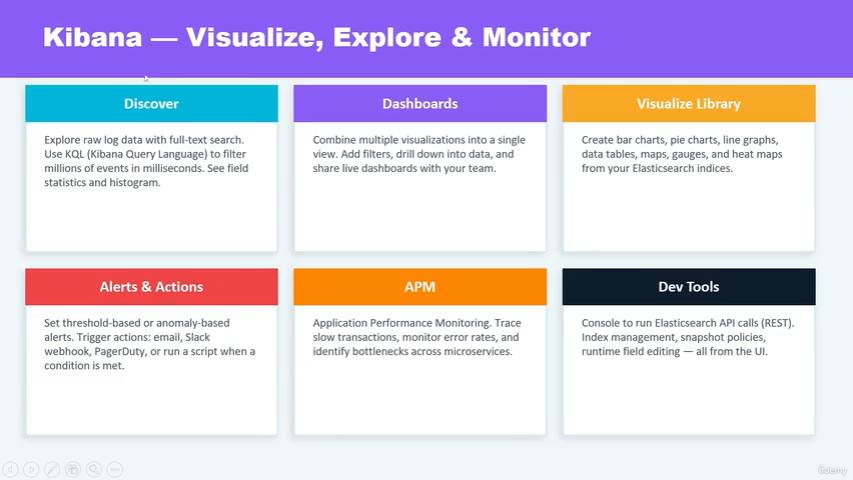 Kibana — Visualize, Explore & Monitor
Discover
Explore raw log data with full-text search.
Use KQL (Kibana Query Language) to filter
millions of events in milliseconds. See field
statistics and histogram.
Dashboards
Combine multiple visualizations into a single
view. Add filters, drill down into data, and
share live dashboards with your team.
Visualize Library
Create bar charts, pie charts, line graphs,
data tables, maps, gauges, and heat maps
from your Elasticsearch indices.
Alerts & Actions
Set threshold-based or anomaly-based
alerts. Trigger actions: email, Slack
webhook, PagerDuty, or run a script when a
condition is met.
APM
Application Performance Monitoring. Trace
slow transactions, monitor error rates, and
identify bottlenecks across microservices.
Dev Tools
Console to run Elasticsearch API calls (REST).
Index management, snapshot policies,
runtime field editing — all from the UI.
ûdemy